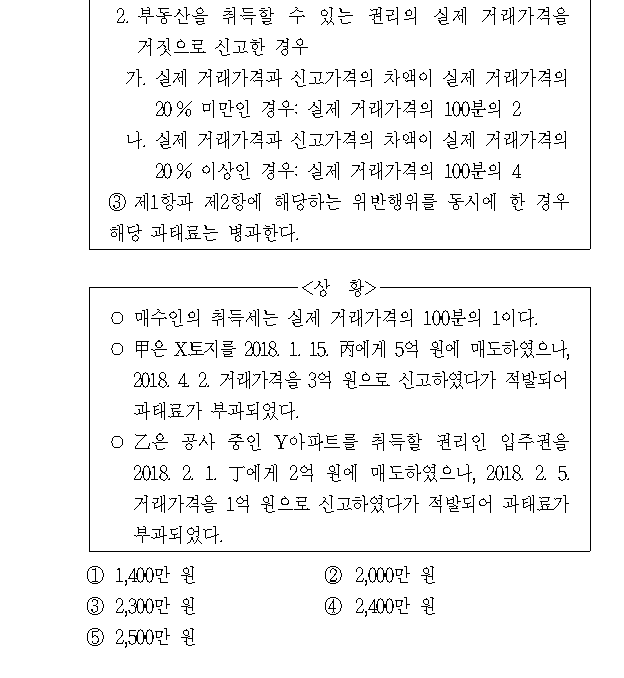 2. 부동산을 취득할 수 있는 권리의 실제 거래가격을
거짓으로 신고한 경우
가. 실제 거래가격과 신고가격의 차액이 실제 거래가격의
20% 미만인 경우: 실제 거래가격의 100분의 2
나. 실제 거래가격과 신고가격의 차액이 실제 거래가격의
20% 이상인 경우: 실제 거래가격의 100분의 4
③ 제1항과 제2항에 해당하는 위반행위를 동시에 한 경우
해당 과태료는 병과한다.
<상 황>
○ 매수인의 취득세는 실제 거래가격의 100분의 1이다.
○ 甲은 X토지를 2018. 1. 15. 丙에게 5억 원에 매도하였으나,
2018. 4. 2. 거래가격을 3억 원으로 신고하였다가 적발되어
과태료가 부과되었다.
○ 乙은 공사 중인 Y아파트를 취득할 권리인 입주권을
2018. 2. 1. 丁에게 2억 원에 매도하였으나, 2018. 2. 5.
거래가격을 1억 원으로 신고하였다가 적발되어 과태료가
부과되었다.
① 1,400만 원 ② 2,000만 원
③ 2,300만 원 ④ 2,400만 원
⑤ 2,500만 원